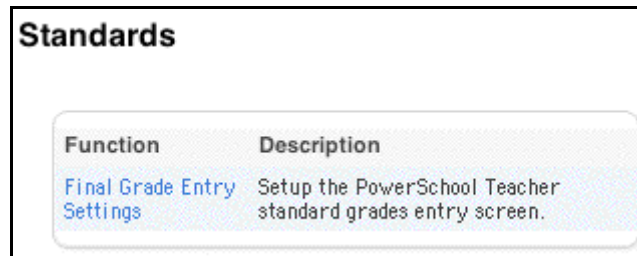 Standards
Function Description
Final Grade Entry Setup the PowerSchool Teacher
Settings standard grades entry screen.